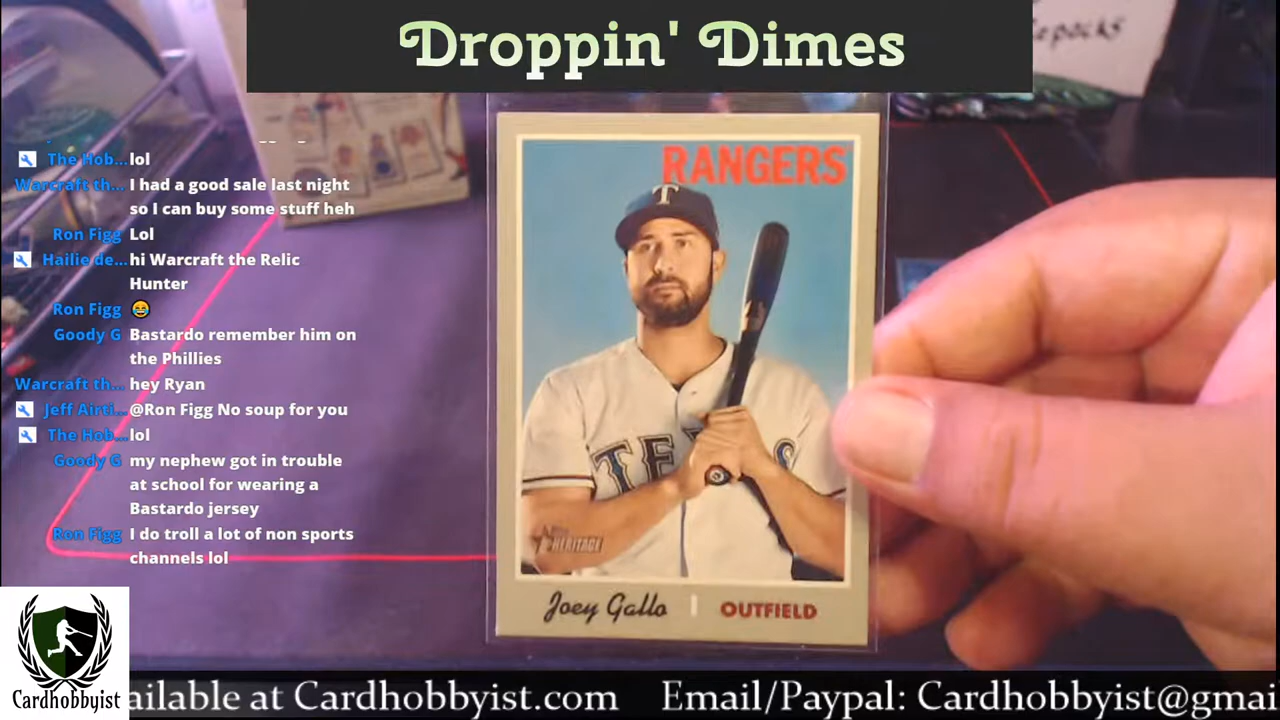 Droppin' Dimes
The Hob... lol
Warcraft th... I had a good sale last night
so I can buy some stuff heh
Ron Figg Lol
Hailie de... hi Warcraft the Relic
Hunter
Ron Figg 😂
Goody G Bastardo remember him on
the Phillies
Warcraft th... hey Ryan
Jeff Airti... @Ron Figg No soup for you
The Hob... lol
Goody G my nephew got in trouble
at school for wearing a
Bastardo jersey
Ron Figg I do troll a lot of non sports
channels lol
RANGERS
T
HERITAGE
Joey Gallo | OUTFIELD
Cardhobbyist
ailable at Cardhobbyist.com Email/Paypal: Cardhobbyist@gmai